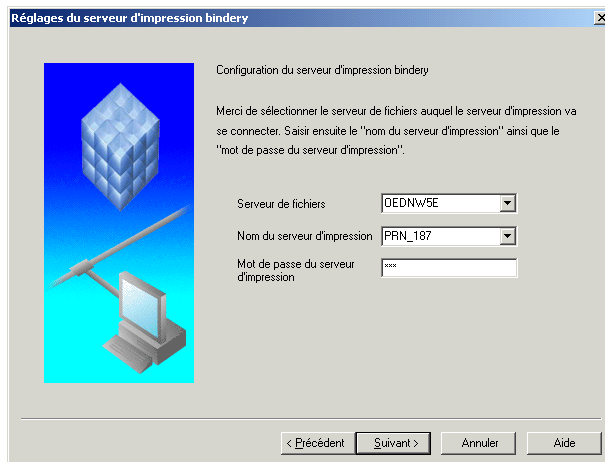 Réglages du serveur d'impression bindery
Configuration du serveur d'impression bindery
Merci de sélectionner le serveur de fichiers auquel le serveur d'impression va
se connecter. Saisir ensuite le "nom du serveur d'impression" ainsi que le
"mot de passe du serveur d'impression".
Serveur de fichiers OEDNW5E
Nom du serveur d'impression PRN_187
Mot de passe du serveur
d'impression ×××
< Précédent Suivant > Annuler Aide